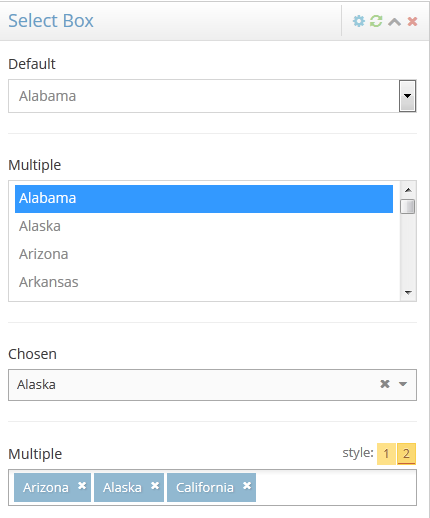 Select Box
Default
Alabama
Multiple
Alabama
Alaska
Arizona
Arkansas
Chosen
Alaska
Multiple style: 1 2
Arizona Alaska California